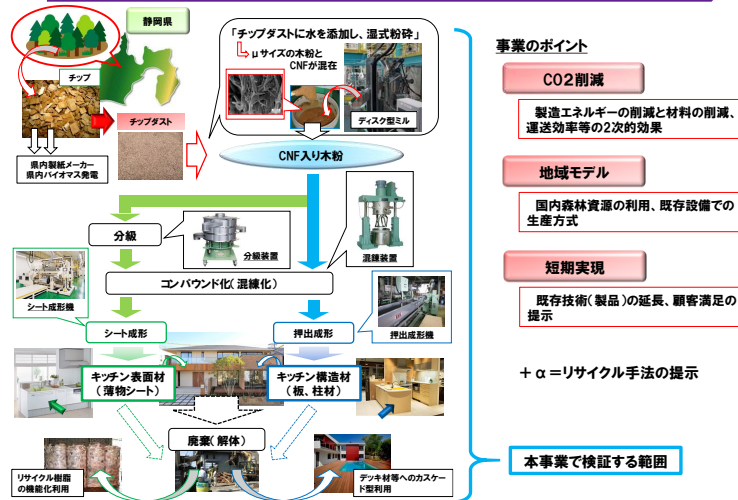 静岡県
チップ
チップダスト
県内製紙メーカー
県内バイオマス発電
「チップダストに水を添加し、湿式粉砕」
μサイズの木粉と
CNFが混在
ディスク型ミル
CNF入り木粉
分級
分級装置
混錬装置
コンパウンド化(混練化)
シート成形機
シート成形
押出成形
押出成形機
キッチン表面材
(薄物シート)
キッチン構造材
(板、柱材)
廃棄(解体)
リサイクル樹脂
の機能化利用
デッキ材等へのカスケー
ド型利用
事業のポイント
CO2削減
製造エネルギーの削減と材料の削減、
運送効率等の2次的効果
地域モデル
国内森林資源の利用、既存設備での
生産方式
短期実現
既存技術(製品)の延長、顧客満足の
提示
+α=リサイクル手法の提示
本事業で検証する範囲